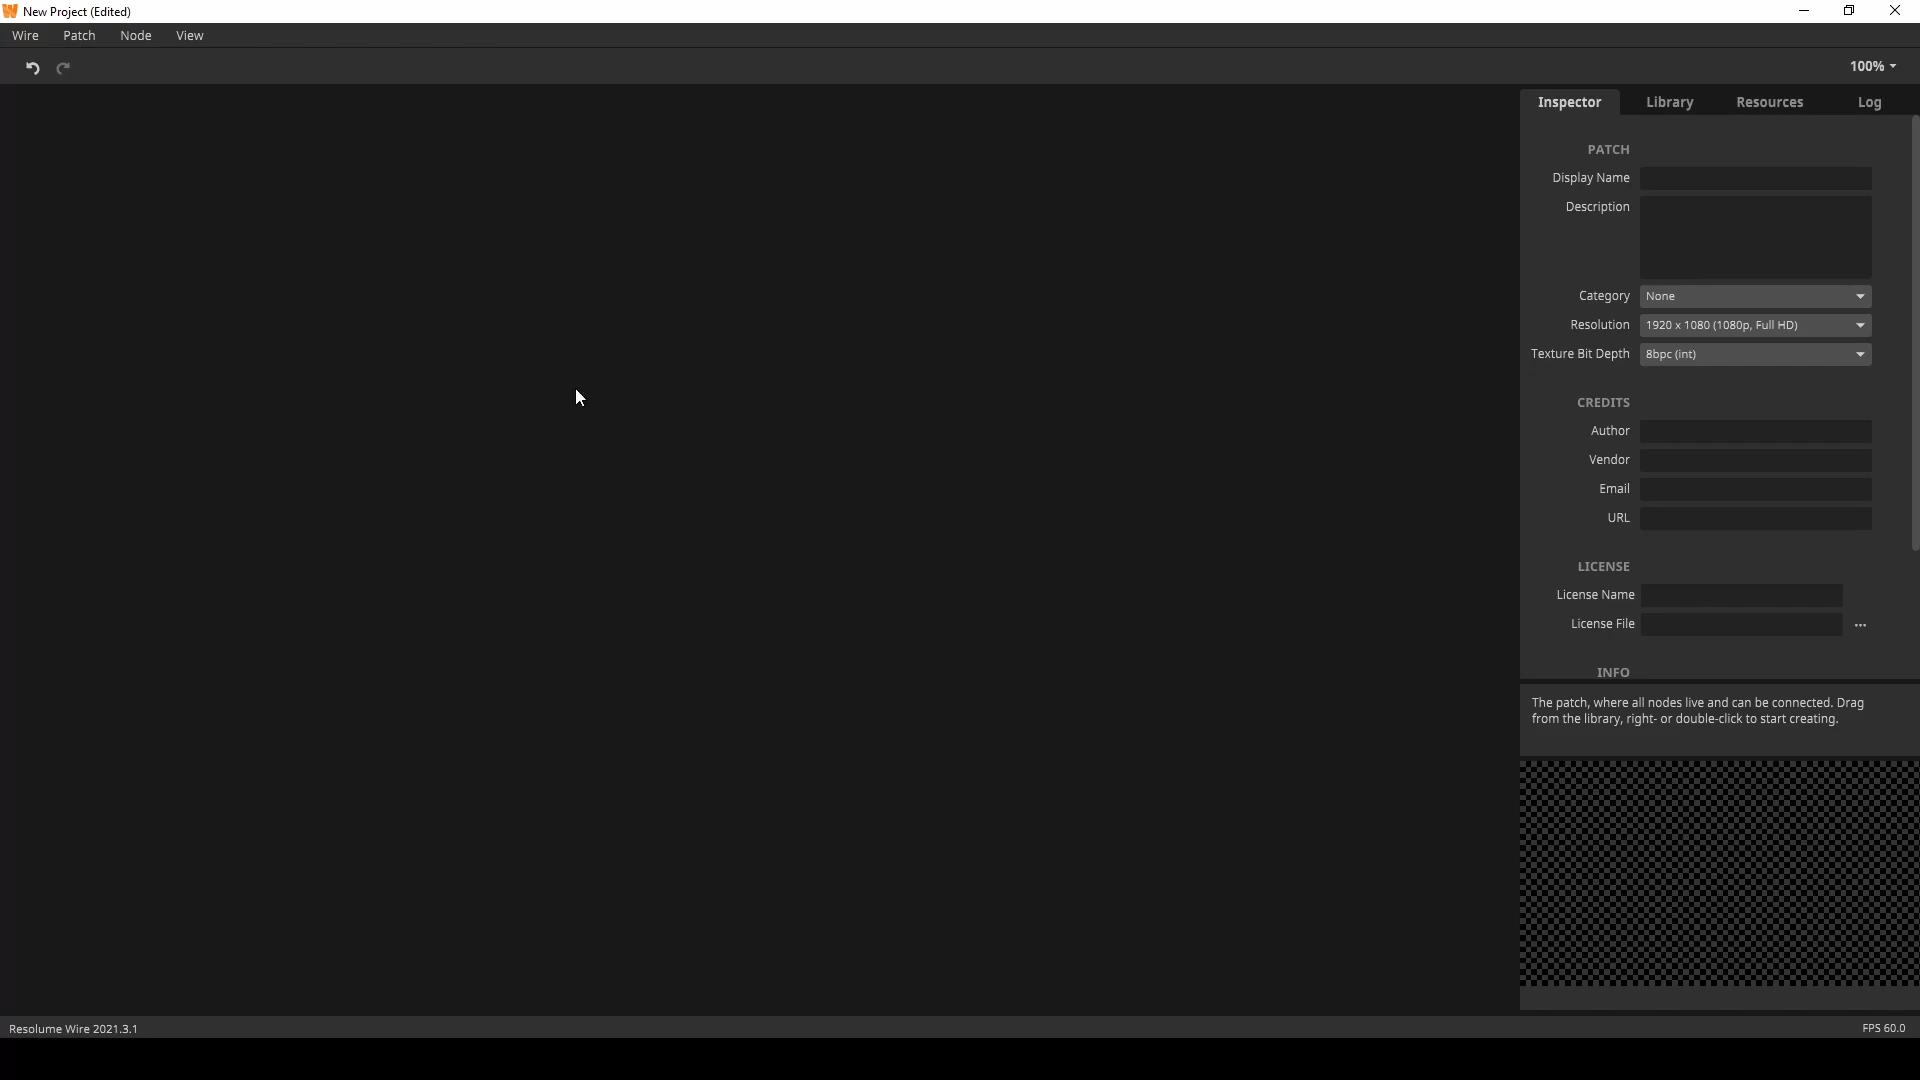 New Project (Edited)
Wire Patch Node View
100%
Inspector Library Resources Log
PATCH
Display Name
Description
Category None
Resolution 1920 x 1080 (1080p, Full HD)
Texture Bit Depth 8bpc (int)
CREDITS
Author
Vendor
Email
URL
LICENSE
License Name
License File ...
INFO
The patch, where all nodes live and can be connected. Drag
from the library, right- or double-click to start creating.
Resolume Wire 2021.3.1
FPS 60.0